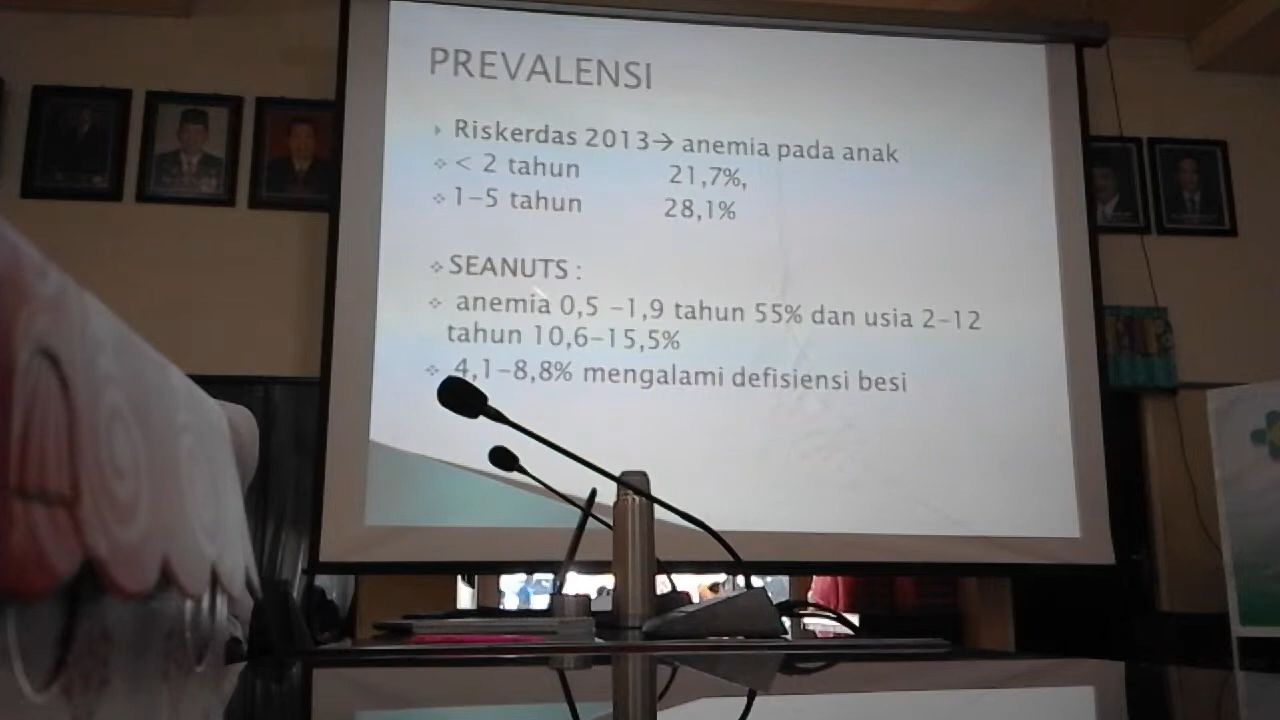 PREVALENSI
Riskerdas 2013→ anemia pada anak
< 2 tahun 21,7%,
1-5 tahun 28,1%
SEANUTS :
anemia 0,5 -1,9 tahun 55% dan usia 2-12
tahun 10,6-15,5%
4,1-8,8% mengalami defisiensi besi